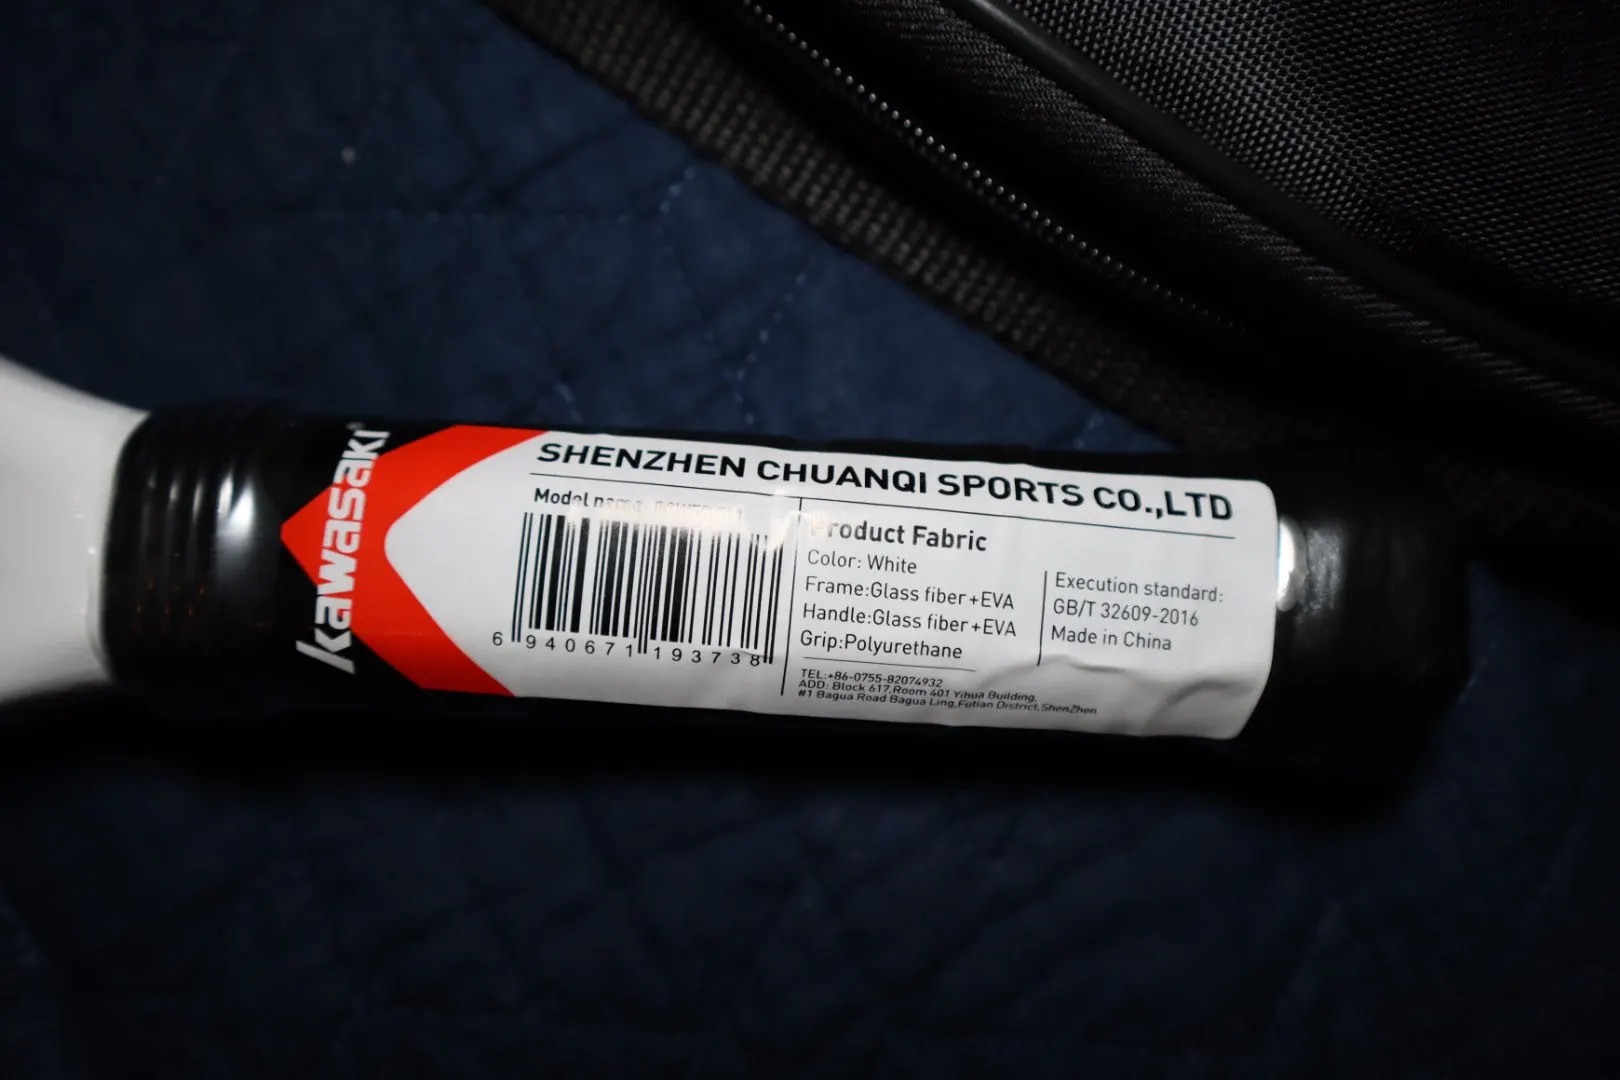 kawasaki
SHENZHEN CHUANQI SPORTS CO.,LTD
Model name:
6 940671 193738
Product Fabric
Color: White
Frame:Glass fiber+EVA
Handle:Glass fiber+EVA
Grip:Polyurethane
Execution standard:
GB/T 32609-2016
Made in China
TEL:+86-0755-82074932
ADD: Block 617,Room 401 Yihua Building,
#1 Bagua Road Bagua Ling,Futian District,ShenZhen